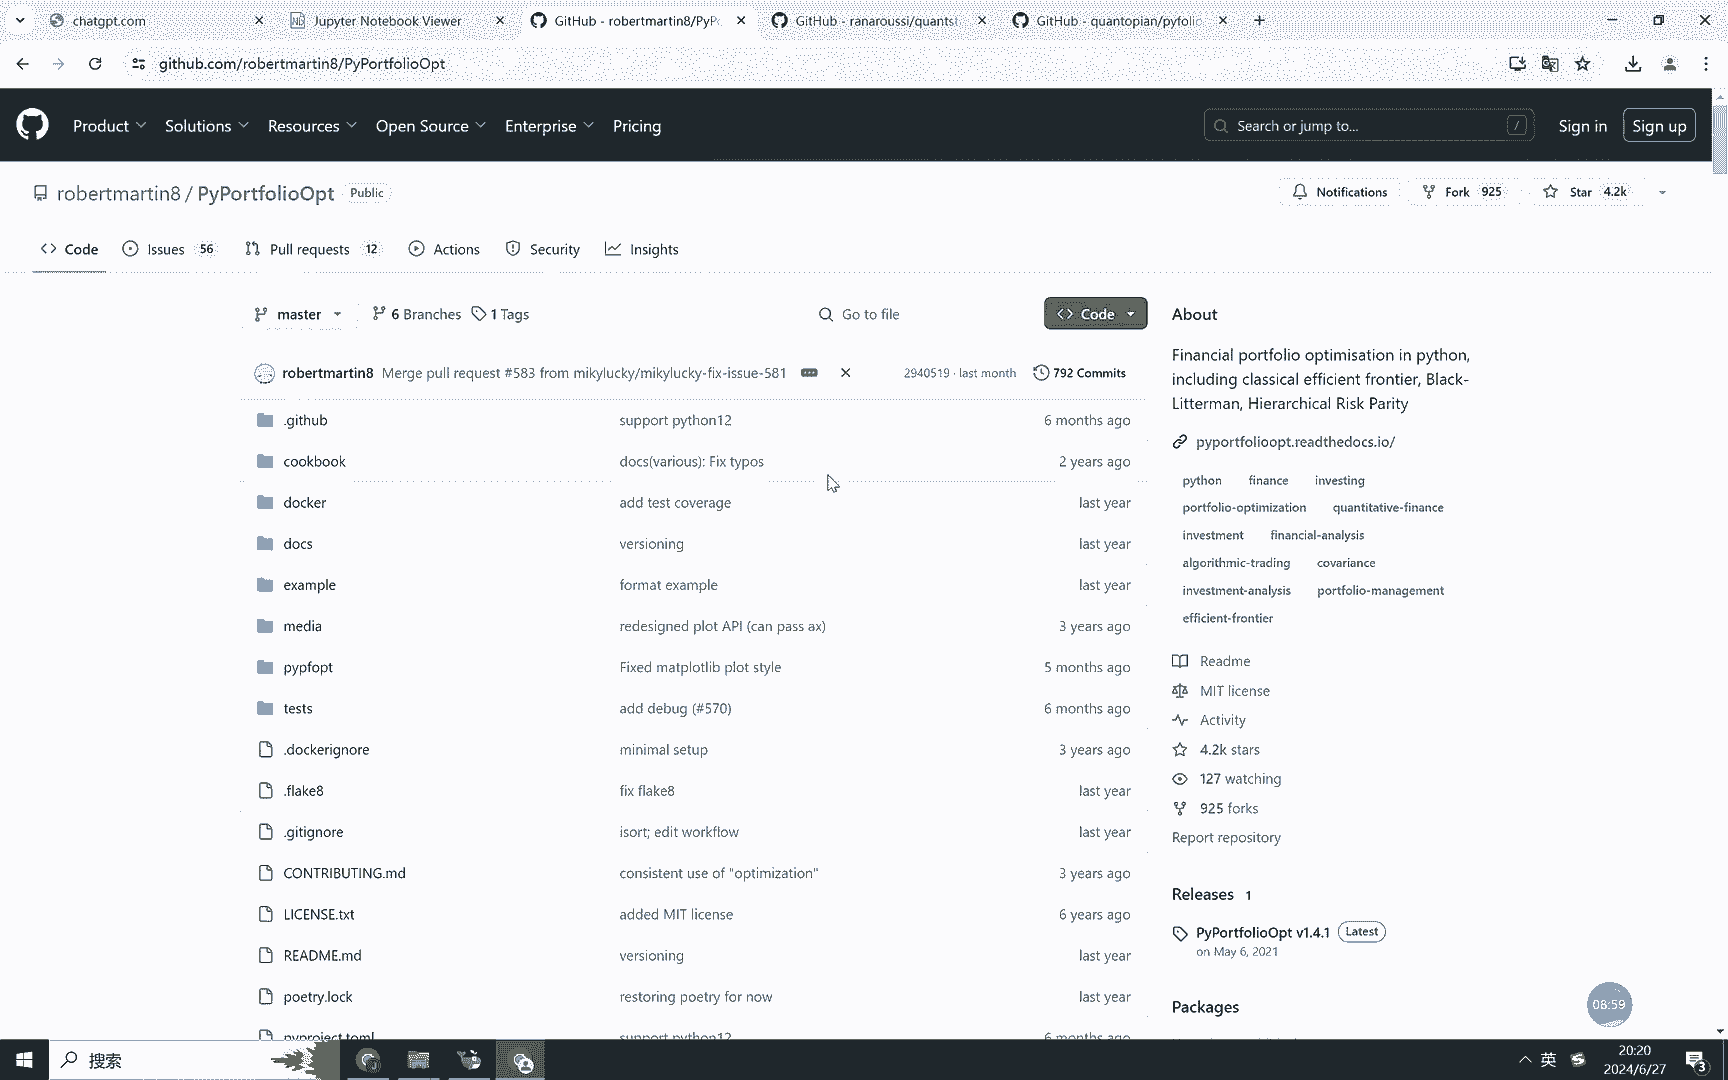 chatgpt.com
Jupyter Notebook Viewer
GitHub - robertmartin8/PyPo
GitHub - ranaroussi/quantst
GitHub - quantopian/pyfolio
github.com/robertmartin8/PyPortfolioOpt
Product
Solutions
Resources
Open Source
Enterprise
Pricing
Search or jump to...
/
Sign in
Sign up
robertmartin8 / PyPortfolioOpt
Public
Notifications
Fork 925
Star 4.2k
Code
Issues 56
Pull requests 12
Actions
Security
Insights
master
6 Branches
1 Tags
Go to file
Code
robertmartin8 Merge pull request #583 from mikylucky/mikylucky-fix-issue-581
2940519 · last month
792 Commits
.github support python12 6 months ago
cookbook docs(various): Fix typos 2 years ago
docker add test coverage last year
docs versioning last year
example format example last year
media redesigned plot API (can pass ax) 3 years ago
pypfopt Fixed matplotlib plot style 5 months ago
tests add debug (#570) 6 months ago
.dockerignore minimal setup 3 years ago
.flake8 fix flake8 last year
.gitignore isort; edit workflow last year
CONTRIBUTING.md consistent use of "optimization" 3 years ago
LICENSE.txt added MIT license 6 years ago
README.md versioning last year
poetry.lock restoring poetry for now last year
pyproject.toml support python12 6 months ago
About
Financial portfolio optimisation in python,
including classical efficient frontier, Black-
Litterman, Hierarchical Risk Parity
pyportfolioopt.readthedocs.io/
python finance investing
portfolio-optimization quantitative-finance
investment financial-analysis
algorithmic-trading covariance
investment-analysis portfolio-management
efficient-frontier
Readme
MIT license
Activity
4.2k stars
127 watching
925 forks
Report repository
Releases 1
PyPortfolioOpt v1.4.1 Latest
on May 6, 2021
Packages
08:59
搜索
英
20:20
2024/6/27
3